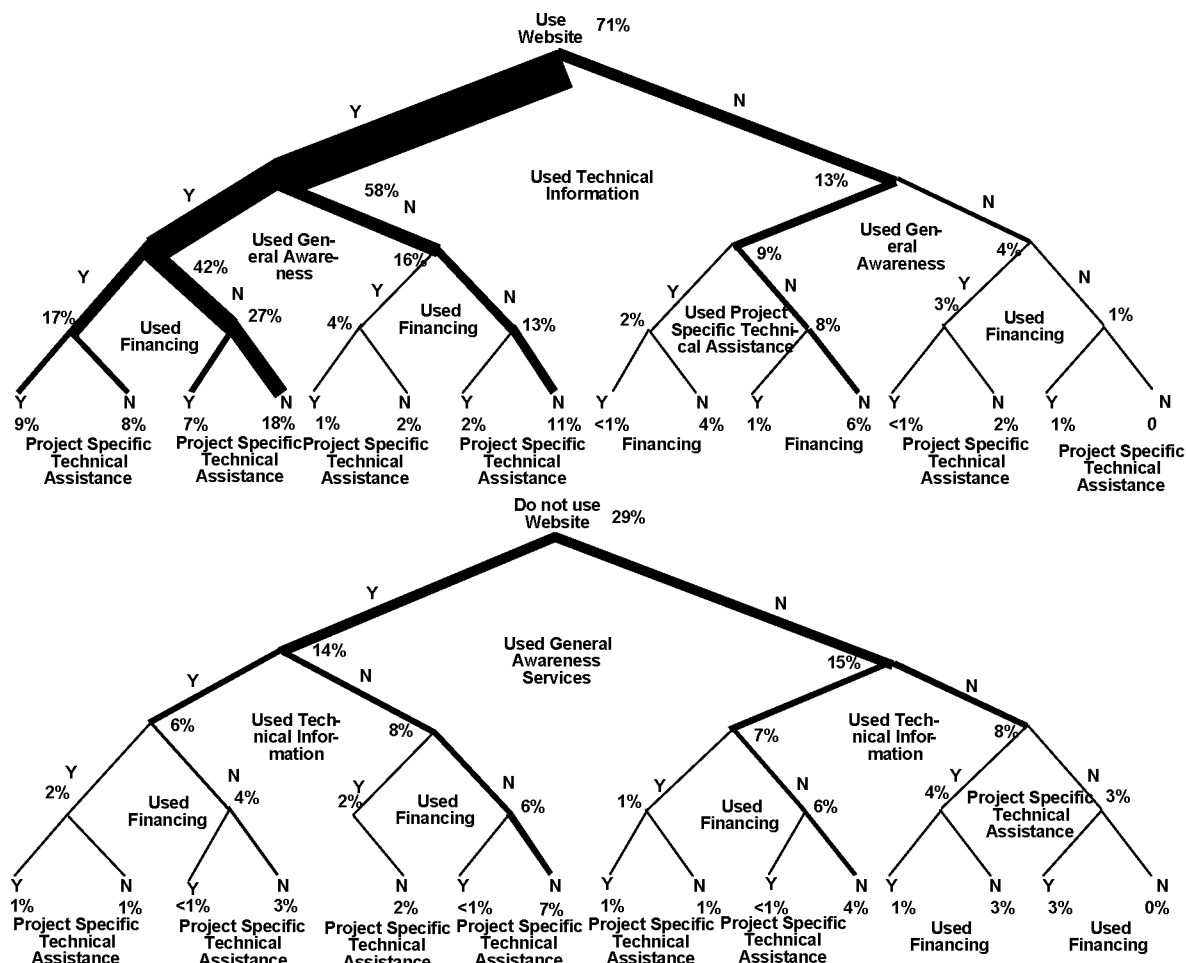 Use
Website 71%
Y
N
Used Technical
Information
Y
58%
N
13%
N
Used Gen-
eral Aware-
ness
Used Gen-
eral
Awareness
Y
42%
N
16%
Y
N
9%
Y
N
4%
Y
N
17%
Used
Financing
27%
4%
Used
Financing
13%
2%
Used Project
Specific Techni-
cal Assistance
8%
3%
Used
Financing
1%
Y N Y N Y N Y N Y N Y N Y N Y N
9% 8% 7% 18% 1% 2% 2% 11% <1% 4% 1% 6% <1% 2% 1% 0
Project Specific
Technical
Assistance
Project Specific
Technical
Assistance
Project Specific
Technical
Assistance
Project Specific
Technical
Assistance
Financing
Financing
Project Specific
Technical
Assistance
Project Specific
Technical
Assistance
Do not use
Website 29%
Y
N
Used General
Awareness
Services
Y
14%
N
15%
N
Used Tech-
nical Infor-
mation
Used Tech-
nical Infor-
mation
6%
8%
7%
8%
Y
N
Y
N
Y
N
Y
N
2%
Used
Financing
4%
2%
Used
Financing
6%
1%
Used
Financing
6%
4%
Project Specific
Technical
Assistance
3%
Y N Y N N Y N Y N Y N Y N Y N
1% 1% <1% 3% 2% <1% 7% 1% 1% <1% 4% 1% 3% 3% 0%
Project Specific
Technical
Assistance
Project Specific
Technical
Assistance
Project Specific
Technical
Assistance
Project Specific
Technical
Assistance
Project Specific
Technical
Assistance
Project Specific
Technical
Assistance
Used
Financing
Used
Financing